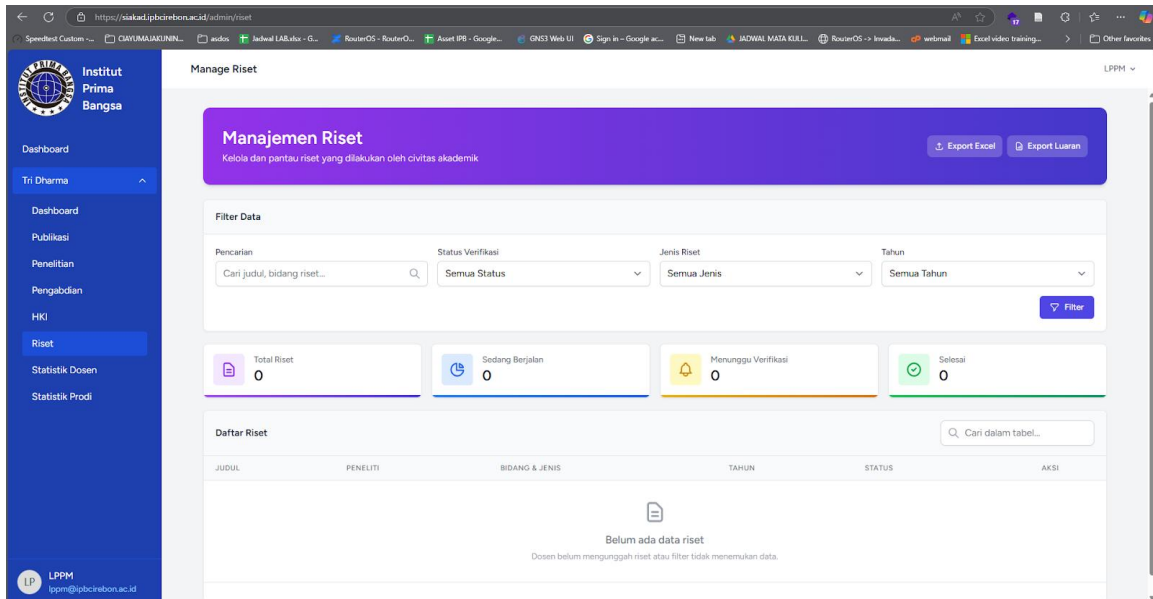 https://siakad.ipbcirebon.ac.id/admin/riset
17
Speedtest Custom -... CIAYUMAJAKUNIN... asdos Jadwal LAB.xlsx - G... RouterOS - RouterO... Asset IPB - Google... GNS3 Web UI Sign in – Google ac... New tab JADWAL MATA KULI... RouterOS -> Invada... webmail Excel video training... Other favorites
INSTITUT PRIMA BANGSA
Institut
Prima
Bangsa
Manage Riset
LPPM
Dashboard
Tri Dharma
Dashboard
Publikasi
Penelitian
Pengabdian
HKI
Riset
Statistik Dosen
Statistik Prodi
LP
LPPM
lppm@ipbcirebon.ac.id
Manajemen Riset
Kelola dan pantau riset yang dilakukan oleh civitas akademik
Export Excel Export Luaran
Filter Data
Pencarian Status Verifikasi Jenis Riset Tahun
Cari judul, bidang riset... Semua Status Semua Jenis Semua Tahun
Filter
Total Riset
0
Sedang Berjalan
0
Menunggu Verifikasi
0
Selesai
0
Daftar Riset
Cari dalam tabel...
JUDUL PENELITI BIDANG & JENIS TAHUN STATUS AKSI
Belum ada data riset
Dosen belum mengunggah riset atau filter tidak menemukan data.